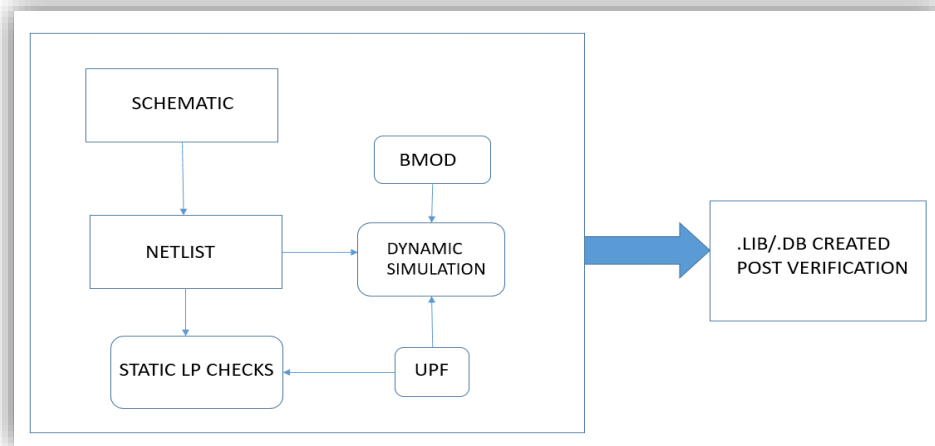 SCHEMATIC
BMOD
NETLIST
DYNAMIC
SIMULATION
.LIB/.DB CREATED
POST VERIFICATION
STATIC LP CHECKS
UPF